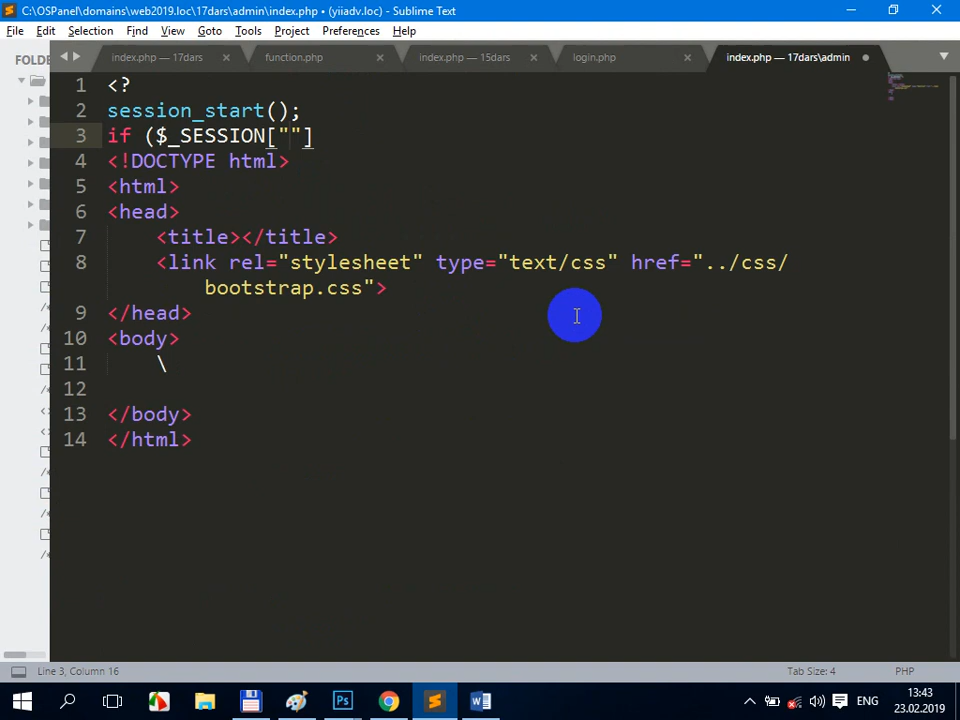 C:\OSPanel\domains\web2019.loc\17dars\admin\index.php • (yiiadv.loc) - Sublime Text
File Edit Selection Find View Goto Tools Project Preferences Help
FOLDE
index.php — 17dars function.php index.php — 15dars login.php index.php — 17dars\admin
1 <?
2 session_start();
3 if ($_SESSION[""]
4 <!DOCTYPE html>
5 <html>
6 <head>
7 <title></title>
8 <link rel="stylesheet" type="text/css" href="../css/
bootstrap.css">
9 </head>
10 <body>
11 \
12
13 </body>
14 </html>
Line 3, Column 16 Tab Size: 4 PHP
Ps W ENG 13:43
23.02.2019